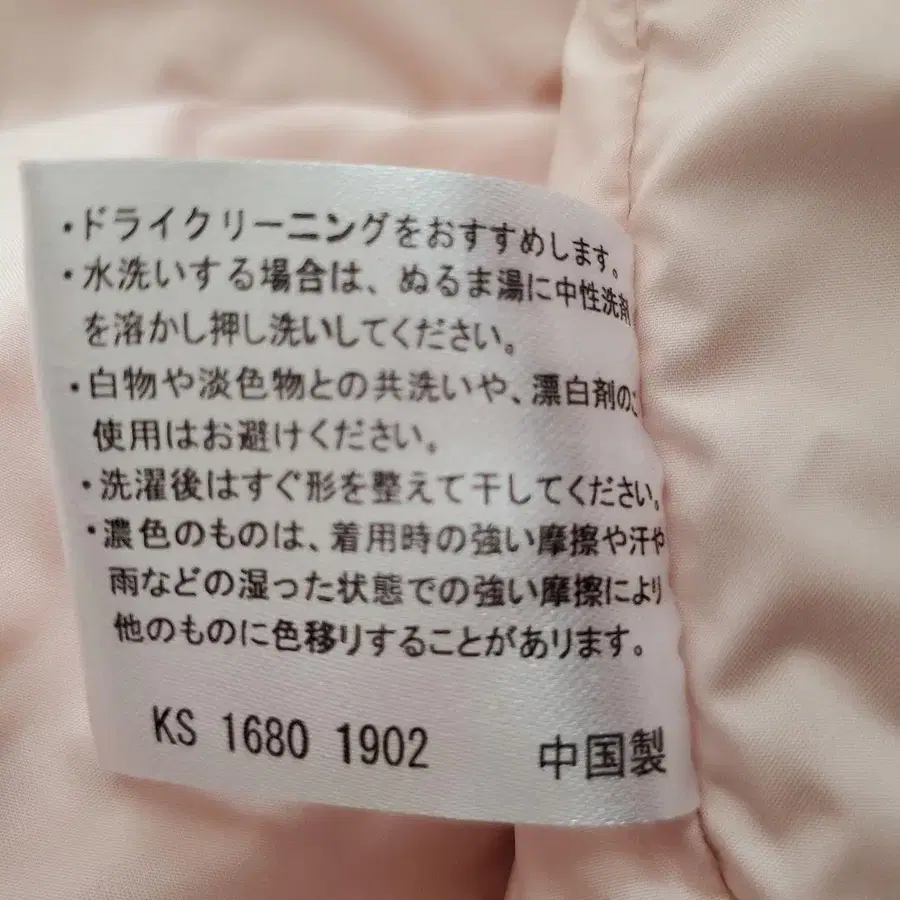 ・ドライクリーニングをおすすめします。
・水洗いする場合は、ぬるま湯に中性洗剤
を溶かし押し洗いしてください。
・白物や淡色物との共洗いや、漂白剤のご
使用はお避けください。
・洗濯後はすぐ形を整えて干してください。
・濃色のものは、着用時の強い摩擦や汗や
雨などの湿った状態での強い摩擦により
他のものに色移りすることがあります。
KS 1680 1902 中国製